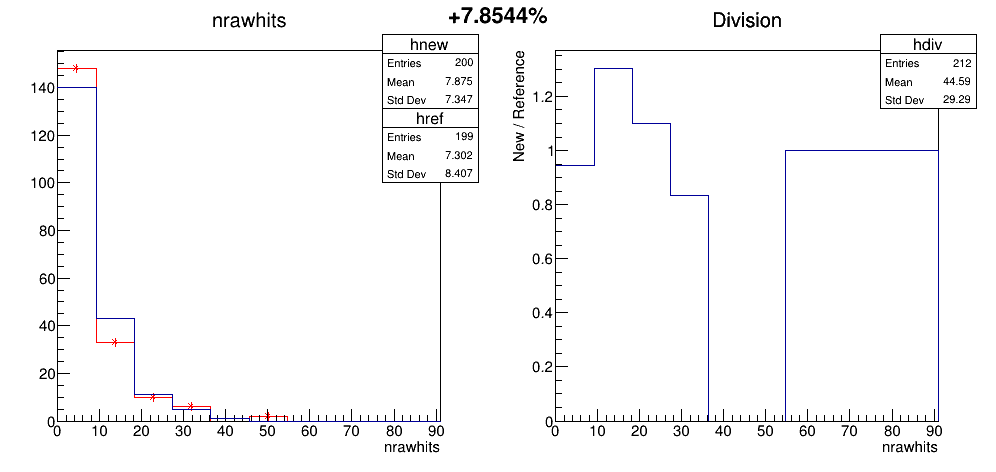 +7.8544%
nrawhits
hnew
Entries 200
Mean 7.875
Std Dev 7.347
href
Entries 199
Mean 7.302
Std Dev 8.407
140
120
100
80
60
40
20
0
0 10 20 30 40 50 60 70 80 90
nrawhits
Division
hdiv
Entries 212
Mean 44.59
Std Dev 29.29
New / Reference
1.2
1
0.8
0.6
0.4
0.2
0
0 10 20 30 40 50 60 70 80 90
nrawhits